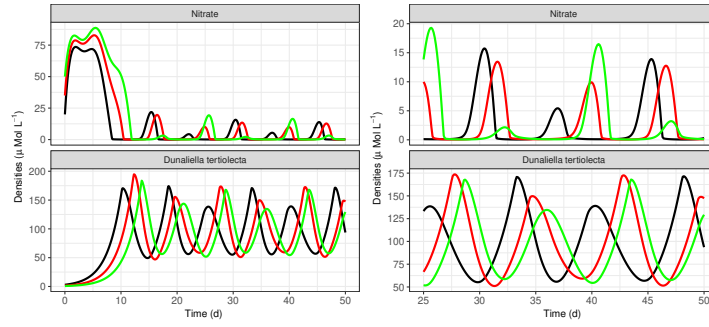 Nitrate
75
50
25
0
Dunaliella tertiolecta
200
150
100
50
0
0 10 20 30 40 50
Time (d)
Densities (μ Mol L⁻¹)
Nitrate
20
15
10
5
0
Dunaliella tertiolecta
175
150
125
100
75
50
25 30 35 40 45 50
Time (d)
Densities (μ Mol L⁻¹)